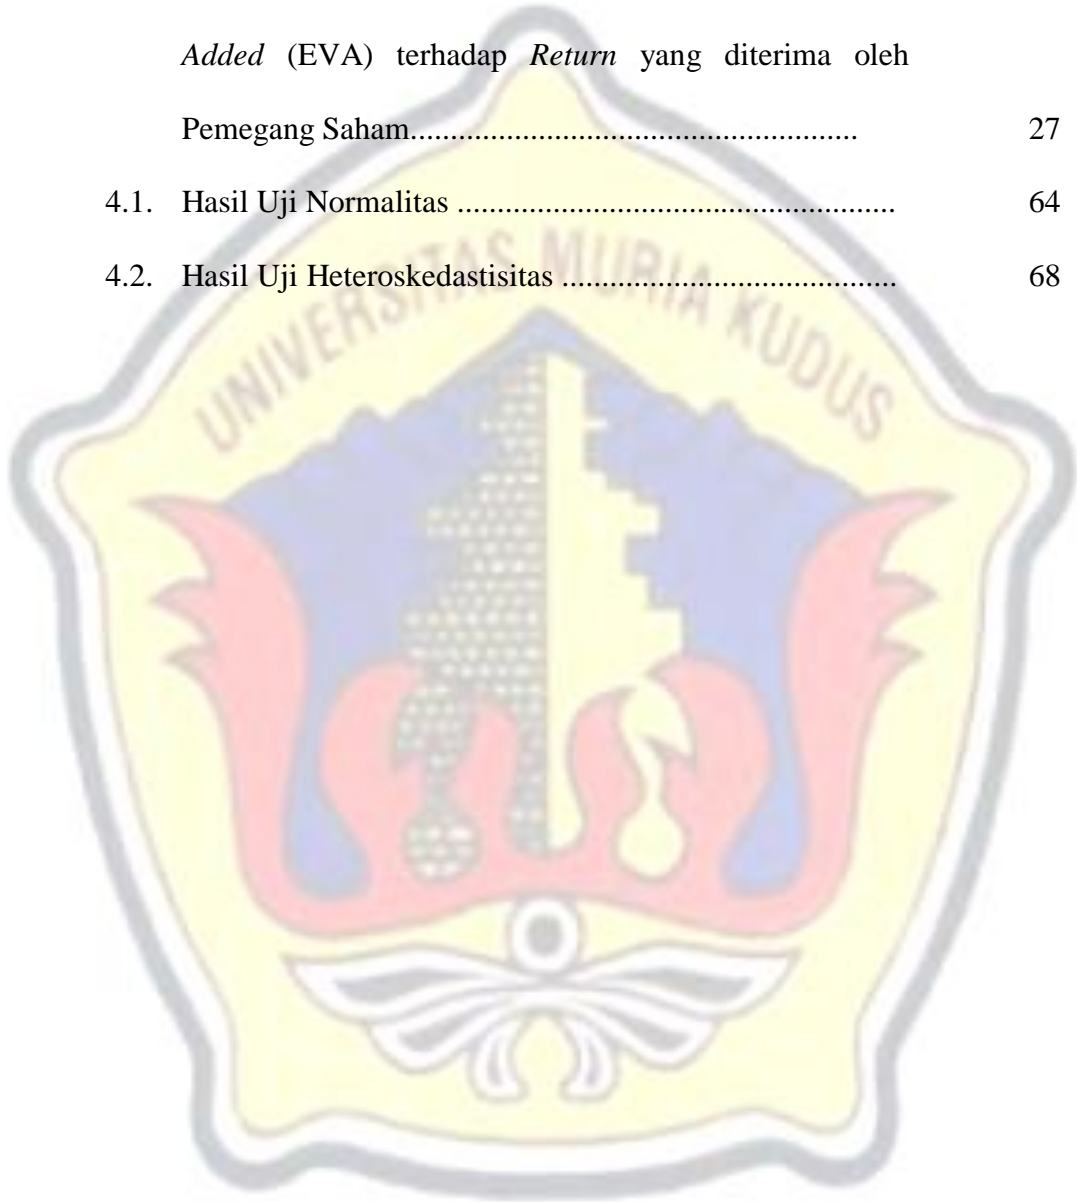 Added (EVA) terhadap Return yang diterima oleh
Pemegang Saham........................................................ 27
4.1. Hasil Uji Normalitas ....................................................... 64
4.2. Hasil Uji Heteroskedastisitas .......................................... 68
UNIVERSITAS MURIA KUDUS